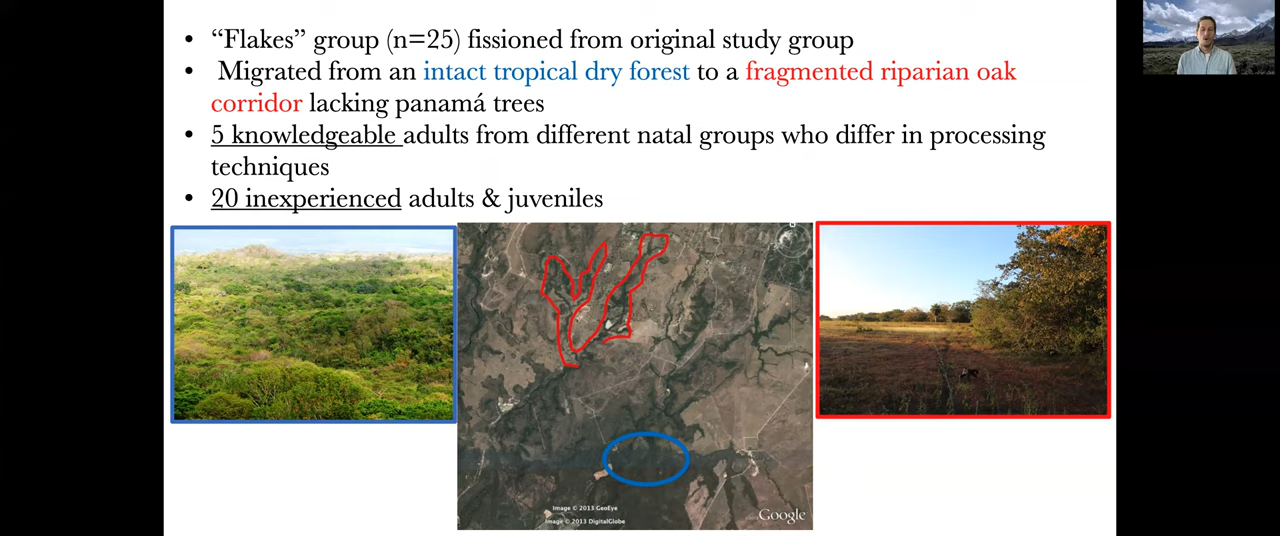 • “Flakes” group (n=25) fissioned from original study group
• Migrated from an intact tropical dry forest to a fragmented riparian oak
corridor lacking panamá trees
• 5 knowledgeable adults from different natal groups who differ in processing
techniques
• 20 inexperienced adults & juveniles
Image © 2013 GeoEye
Image © 2013 DigitalGlobe
Google